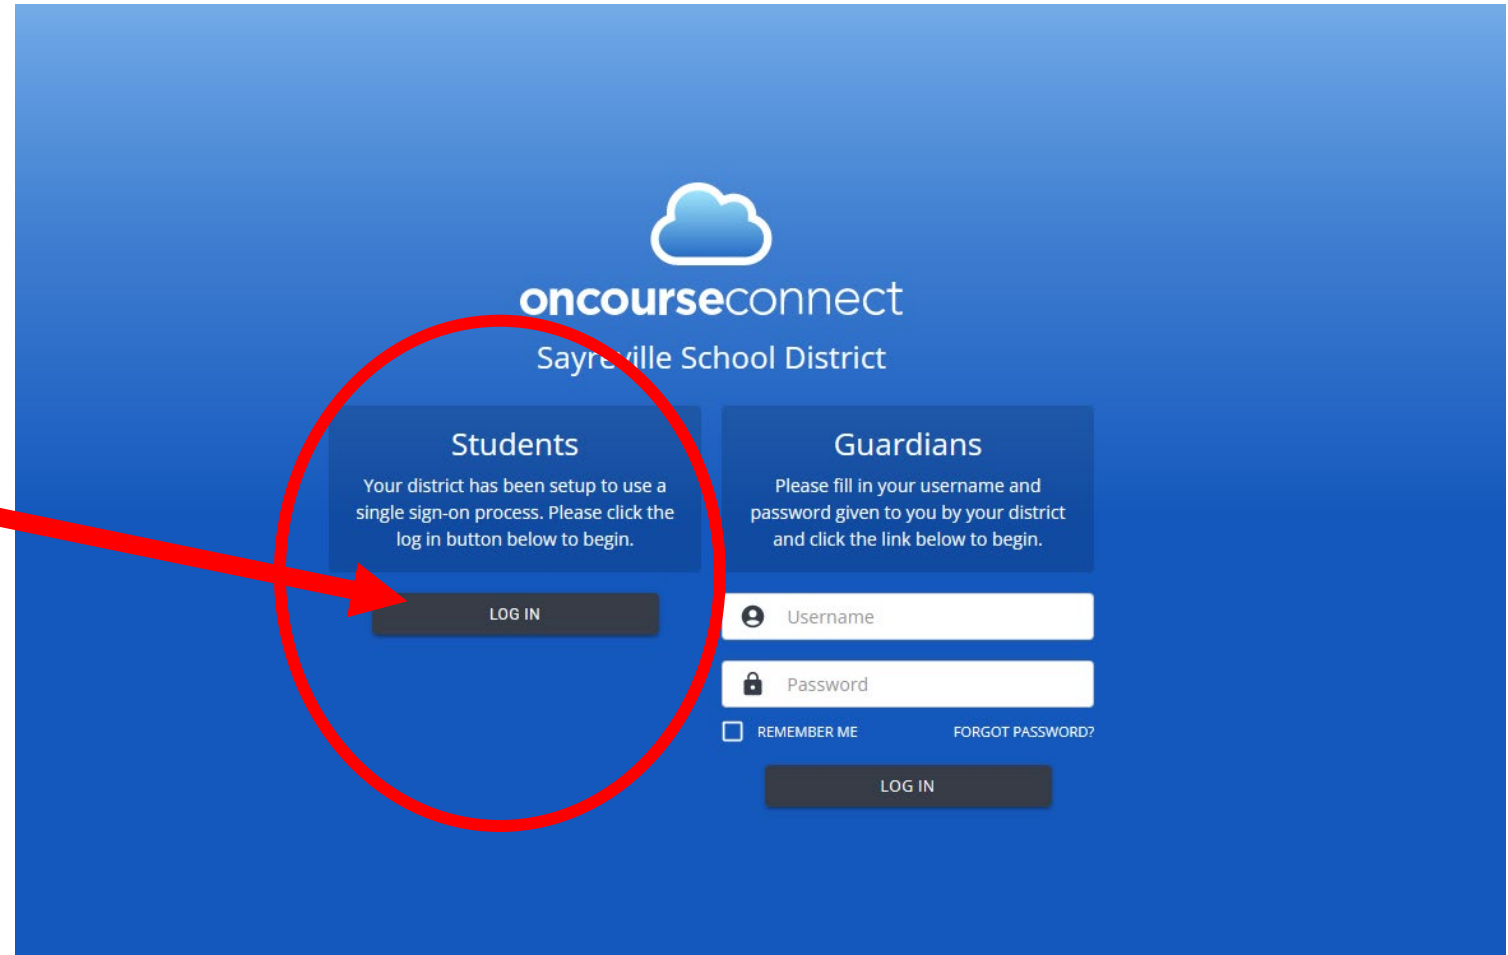 oncourseconnect
Sayreville School District
Students
Your district has been setup to use a
single sign-on process. Please click the
log in button below to begin.
LOG IN
Guardians
Please fill in your username and
password given to you by your district
and click the link below to begin.
Username
Password
REMEMBER ME
FORGOT PASSWORD?
LOG IN